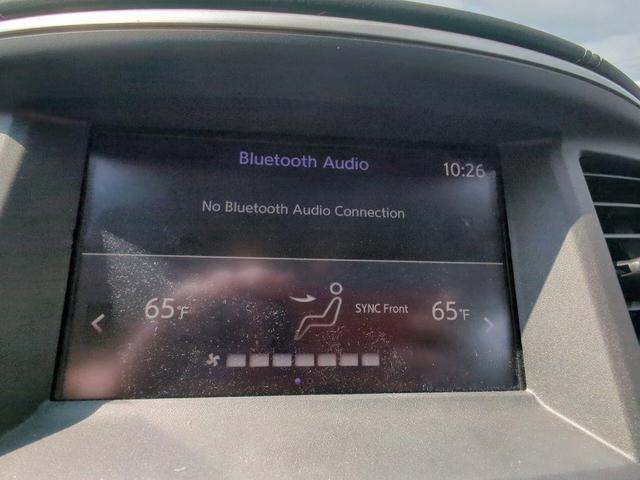 Bluetooth Audio
10:26
No Bluetooth Audio Connection
65°F
SYNC Front
65°F